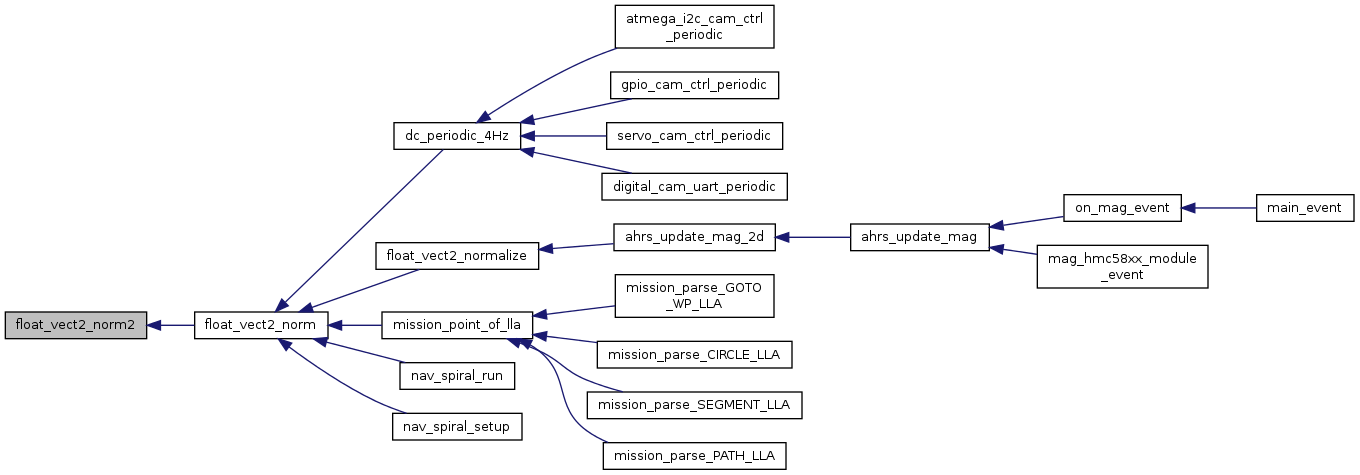 atmega_i2c_cam_ctrl
_periodic
gpio_cam_ctrl_periodic
dc_periodic_4Hz
servo_cam_ctrl_periodic
digital_cam_uart_periodic
on_mag_event
main_event
ahrs_update_mag_2d
ahrs_update_mag
float_vect2_normalize
mag_hmc58xx_module
_event
mission_parse_GOTO
_WP_LLA
float_vect2_norm2
float_vect2_norm
mission_point_of_lla
mission_parse_CIRCLE_LLA
nav_spiral_run
mission_parse_SEGMENT_LLA
nav_spiral_setup
mission_parse_PATH_LLA